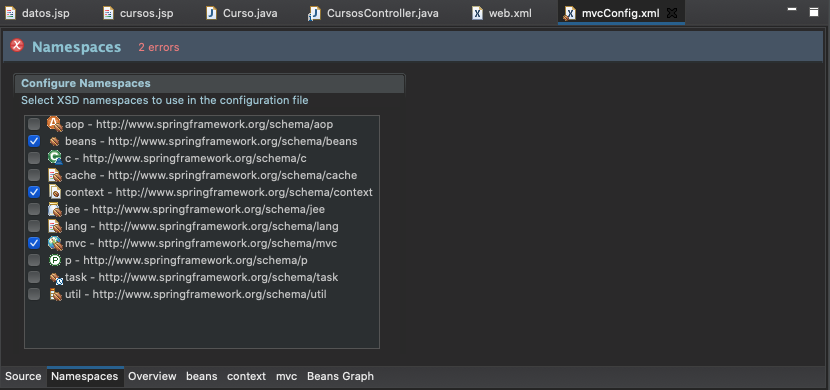 datos.jsp cursos.jsp Curso.java CursosController.java web.xml mvcConfig.xml
Namespaces 2 errors
Configure Namespaces
Select XSD namespaces to use in the configuration file
aop - http://www.springframework.org/schema/aop
beans - http://www.springframework.org/schema/beans
c - http://www.springframework.org/schema/c
cache - http://www.springframework.org/schema/cache
context - http://www.springframework.org/schema/context
jee - http://www.springframework.org/schema/jee
lang - http://www.springframework.org/schema/lang
mvc - http://www.springframework.org/schema/mvc
p - http://www.springframework.org/schema/p
task - http://www.springframework.org/schema/task
util - http://www.springframework.org/schema/util
Source Namespaces Overview beans context mvc Beans Graph